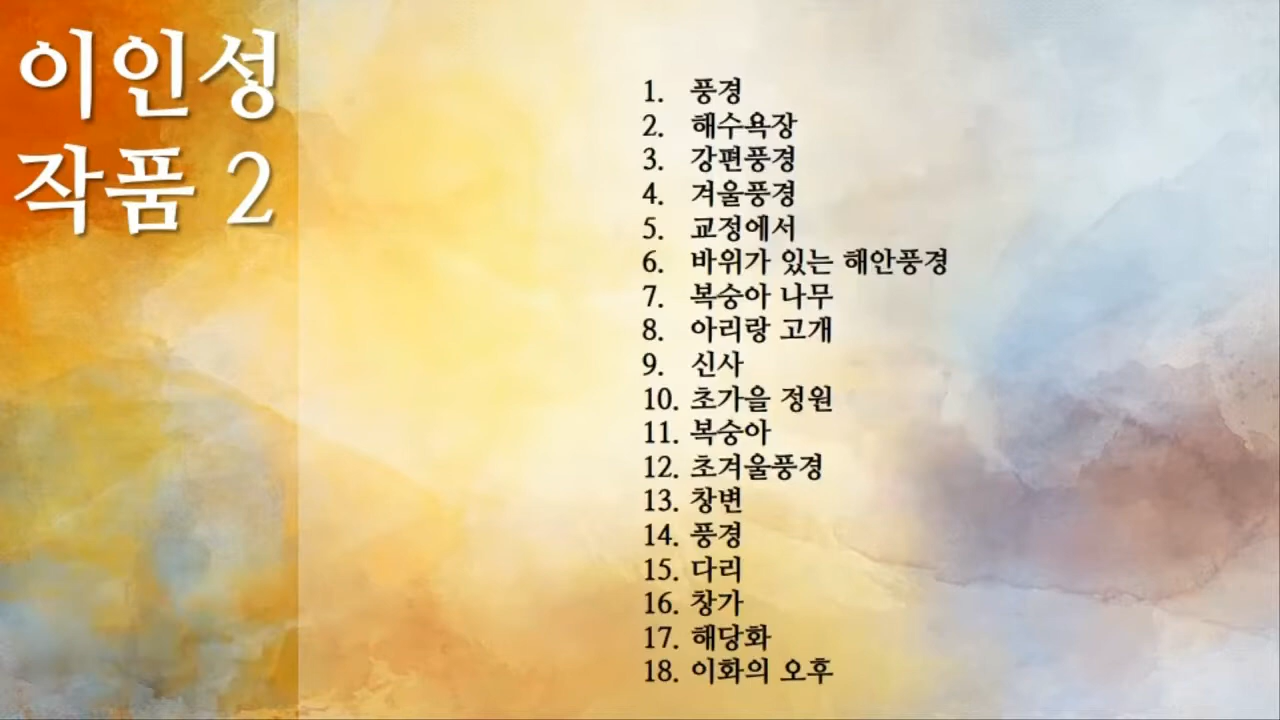 이인성
작품 2
1. 풍경
2. 해수욕장
3. 강편풍경
4. 겨울풍경
5. 교정에서
6. 바위가 있는 해안풍경
7. 복숭아 나무
8. 아리랑 고개
9. 신사
10. 초가을 정원
11. 복숭아
12. 초겨울풍경
13. 창변
14. 풍경
15. 다리
16. 창가
17. 해당화
18. 이화의 오후